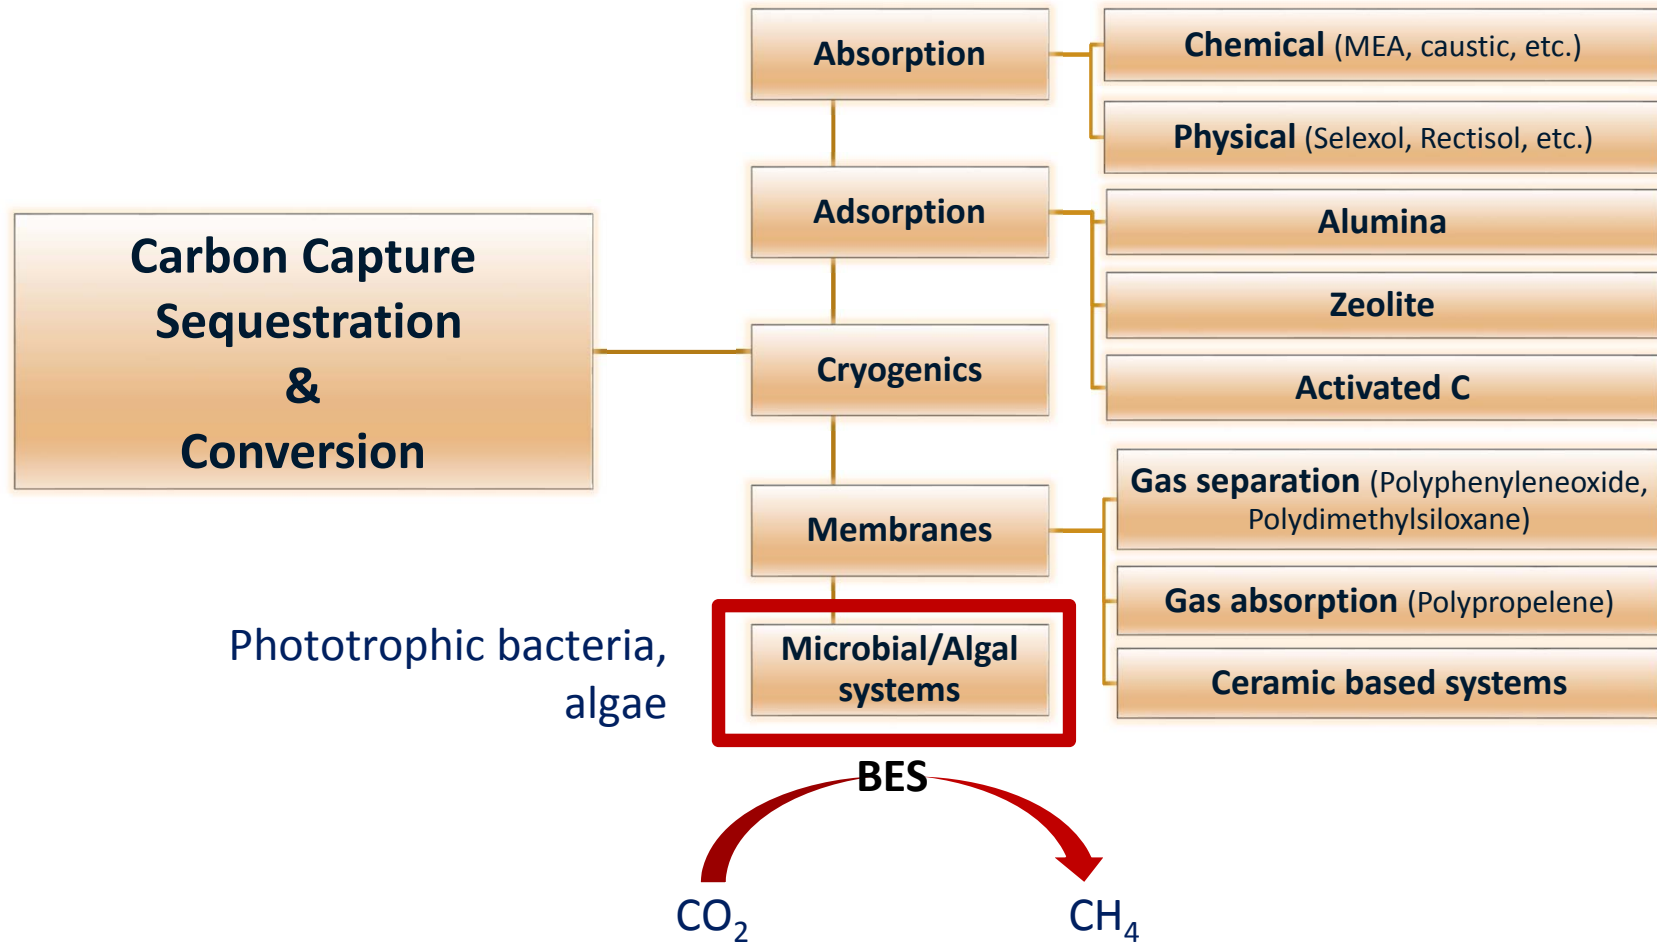 Carbon Capture
Sequestration
&
Conversion
Absorption
Chemical (MEA, caustic, etc.)
Physical (Selexol, Rectisol, etc.)
Adsorption
Alumina
Zeolite
Activated C
Cryogenics
Membranes
Gas separation (Polyphenyleneoxide,
Polydimethylsiloxane)
Gas absorption (Polypropelene)
Ceramic based systems
Microbial/Algal
systems
Phototrophic bacteria,
algae
BES
CO₂
CH₄